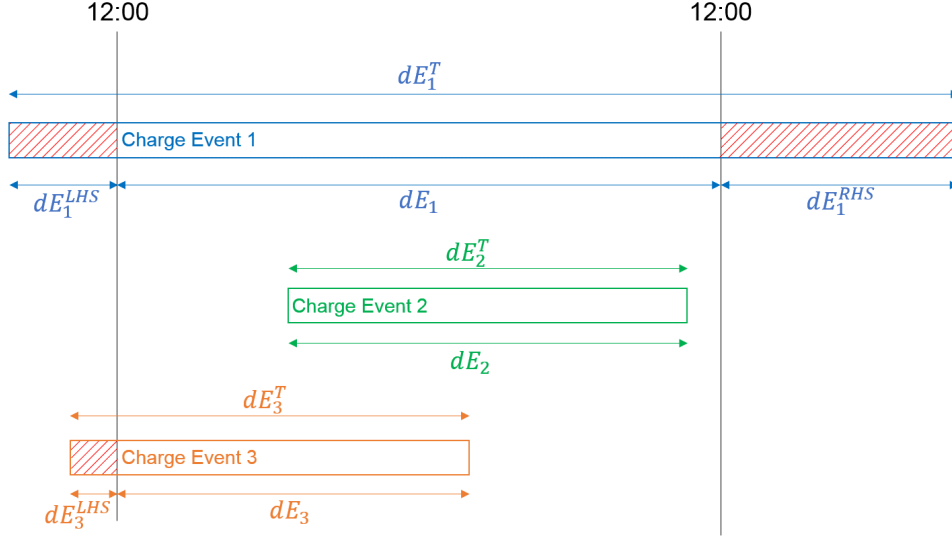 12:00 12:00
dE_1^T
Charge Event 1
dE_1^{LHS} dE_1 dE_1^{RHS}
dE_2^T
Charge Event 2
dE_2
dE_3^T
Charge Event 3
dE_3^{LHS} dE_3